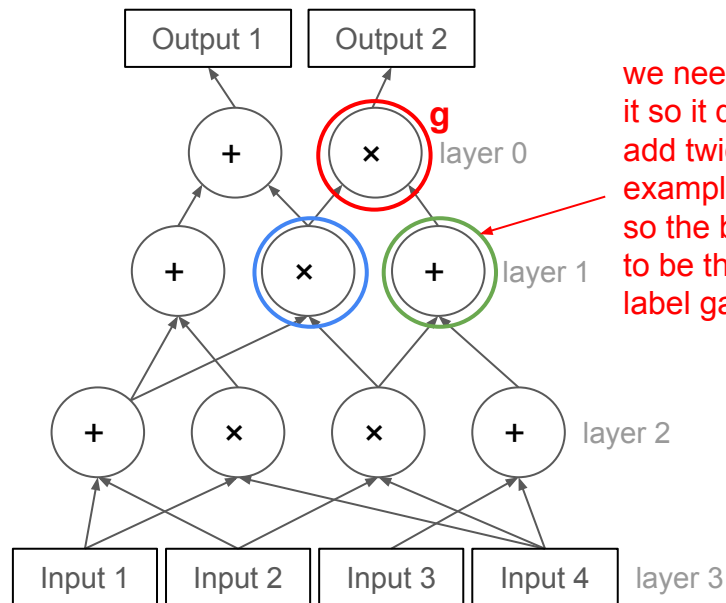 Output 1 Output 2
we nee
g
it so it
+ × layer 0
add twi
example
so the b
+ × + layer 1
to be th
label ga
+ × × + layer 2
Input 1 Input 2 Input 3 Input 4 layer 3